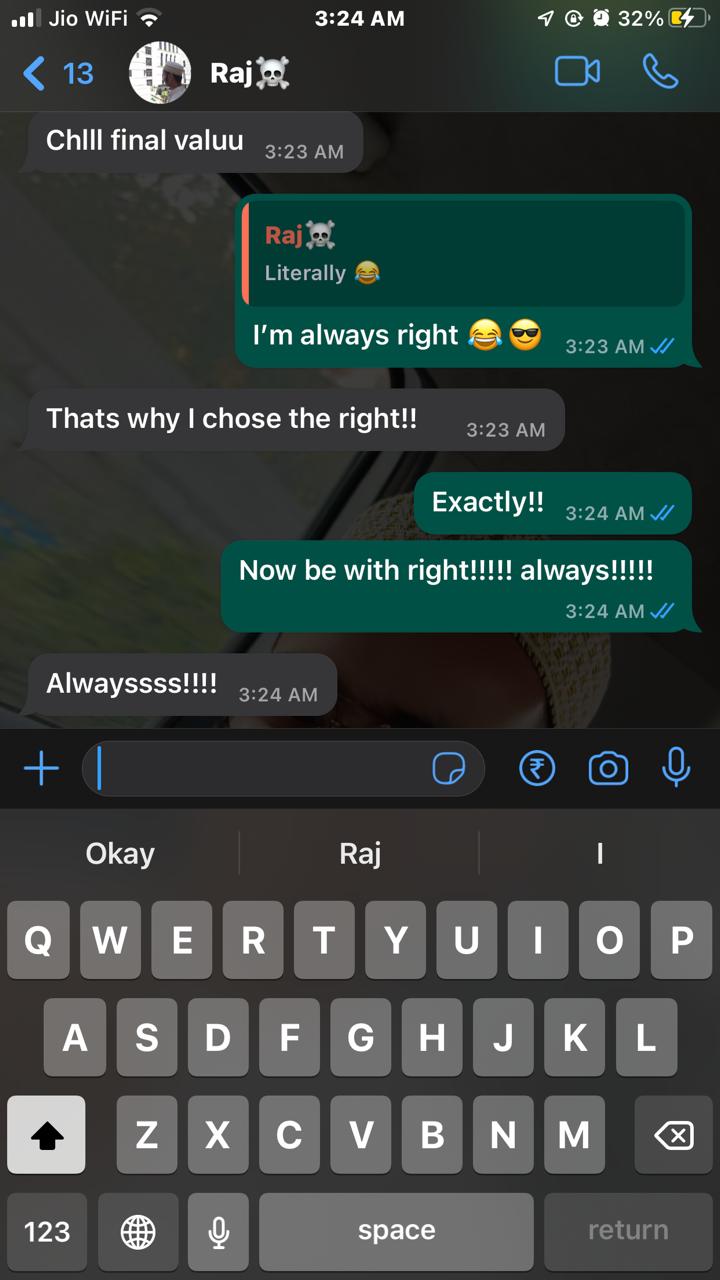 Jio WiFi 3:24 AM 32%
13 Raj☠️
Chlll final valuu 3:23 AM
Raj☠️
Literally 😂
I’m always right 😂😎 3:23 AM
Thats why I chose the right!! 3:23 AM
Exactly!! 3:24 AM
Now be with right!!!!! always!!!!!
3:24 AM
Alwayssss!!!! 3:24 AM
₹
Okay Raj I
Q W E R T Y U I O P
A S D F G H J K L
Z X C V B N M
123 space return